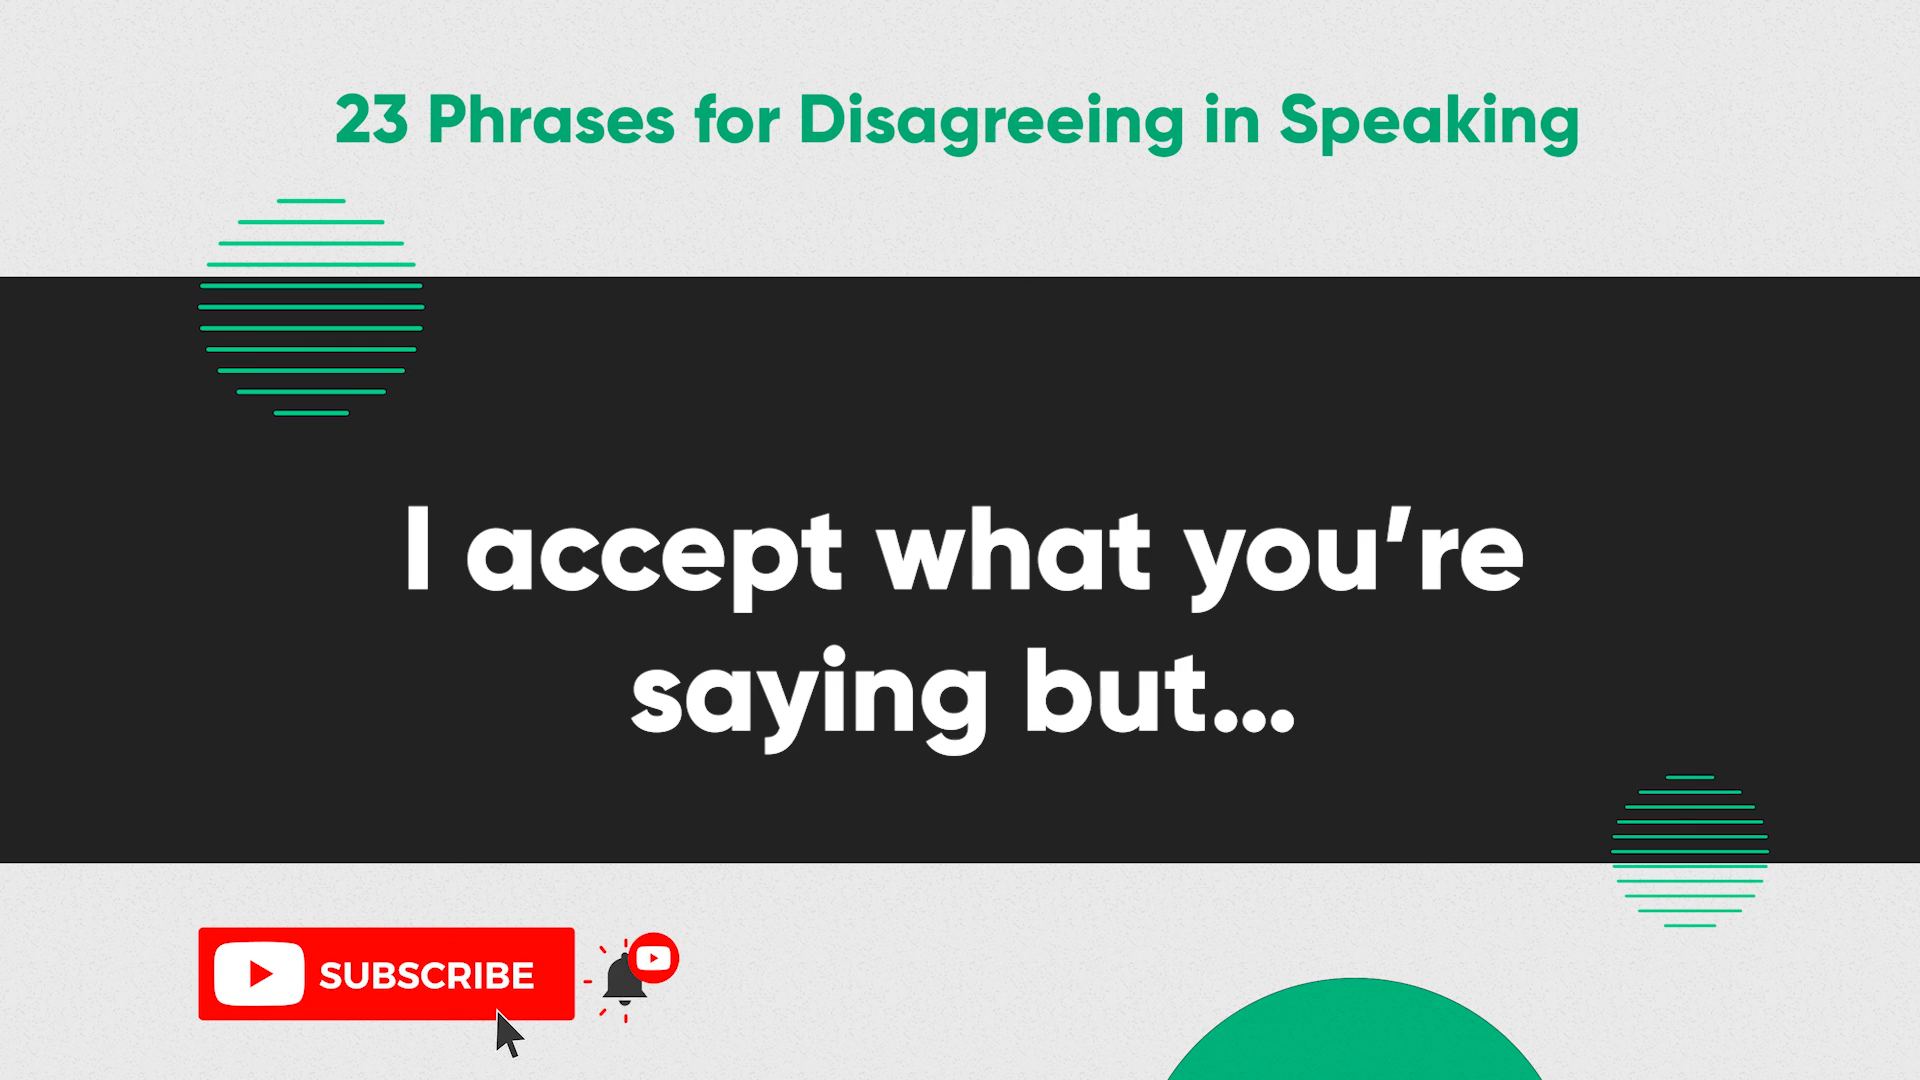 23 Phrases for Disagreeing in Speaking
I accept what you’re
saying but...
SUBSCRIBE